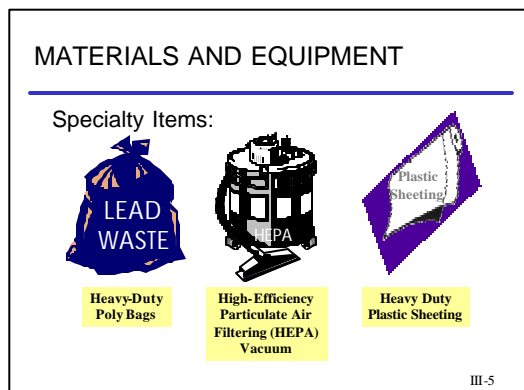 MATERIALS AND EQUIPMENT
Specialty Items:
LEAD
WASTE
HEPA
Plastic
Sheeting
Heavy-Duty
Poly Bags
High-Efficiency
Particulate Air
Filtering (HEPA)
Vacuum
Heavy Duty
Plastic Sheeting
III-5